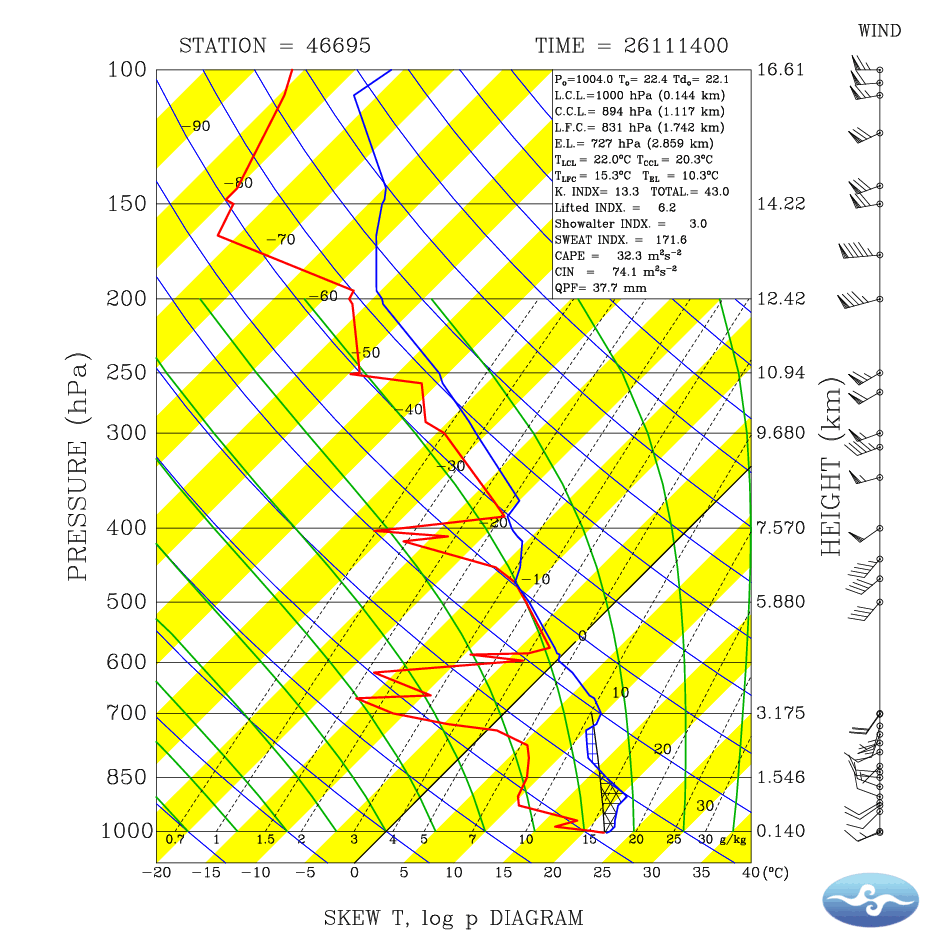 WIND
STATION = 46695 TIME = 26111400
100 16.61
P₀=1004.0 T₀= 22.4 Td₀= 22.1
L.C.L.=1000 hPa (0.144 km)
C.C.L.= 894 hPa (1.117 km)
L.F.C.= 831 hPa (1.742 km)
E.L.= 727 hPa (2.859 km)
T_LCL = 22.0°C T_CCL = 20.3°C
T_LFC = 15.3°C T_EL = 10.3°C
K. INDX= 13.3 TOTAL.= 43.0
Lifted INDX. = 6.2
Showalter INDX. = 3.0
SWEAT INDX. = 171.6
CAPE = 32.3 m²s⁻²
CIN = 74.1 m²s⁻²
QPF= 37.7 mm
-90
-80
150 14.22
-70
-60
200 12.42
-50
250 10.94
-40
300 9.680
-30
-20
400 7.570
-10
500 5.880
0
600
10
700 3.175
20
850 1.546
30
1000 0.140
0.7 1 1.5 2 3 4 5 7 10 15 20 25 30 g/kg
-20 -15 -10 -5 0 5 10 15 20 25 30 35 40 (°C)
PRESSURE (hPa)
HEIGHT (km)
SKEW T, log p DIAGRAM